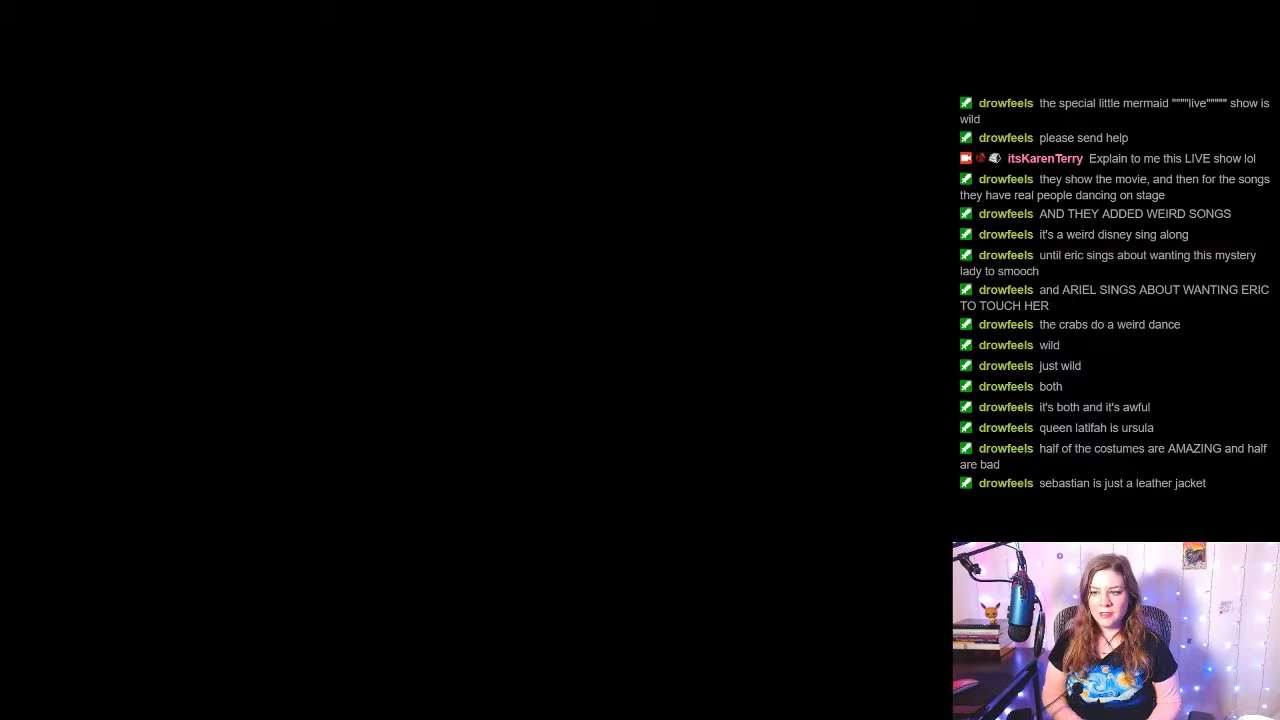 drowfeels the special little mermaid """"live""""" show is
wild
drowfeels please send help
itsKarenTerry Explain to me this LIVE show lol
drowfeels they show the movie, and then for the songs
they have real people dancing on stage
drowfeels AND THEY ADDED WEIRD SONGS
drowfeels it's a weird disney sing along
drowfeels until eric sings about wanting this mystery
lady to smooch
drowfeels and ARIEL SINGS ABOUT WANTING ERIC
TO TOUCH HER
drowfeels the crabs do a weird dance
drowfeels wild
drowfeels just wild
drowfeels both
drowfeels it's both and it's awful
drowfeels queen latifah is ursula
drowfeels half of the costumes are AMAZING and half
are bad
drowfeels sebastian is just a leather jacket